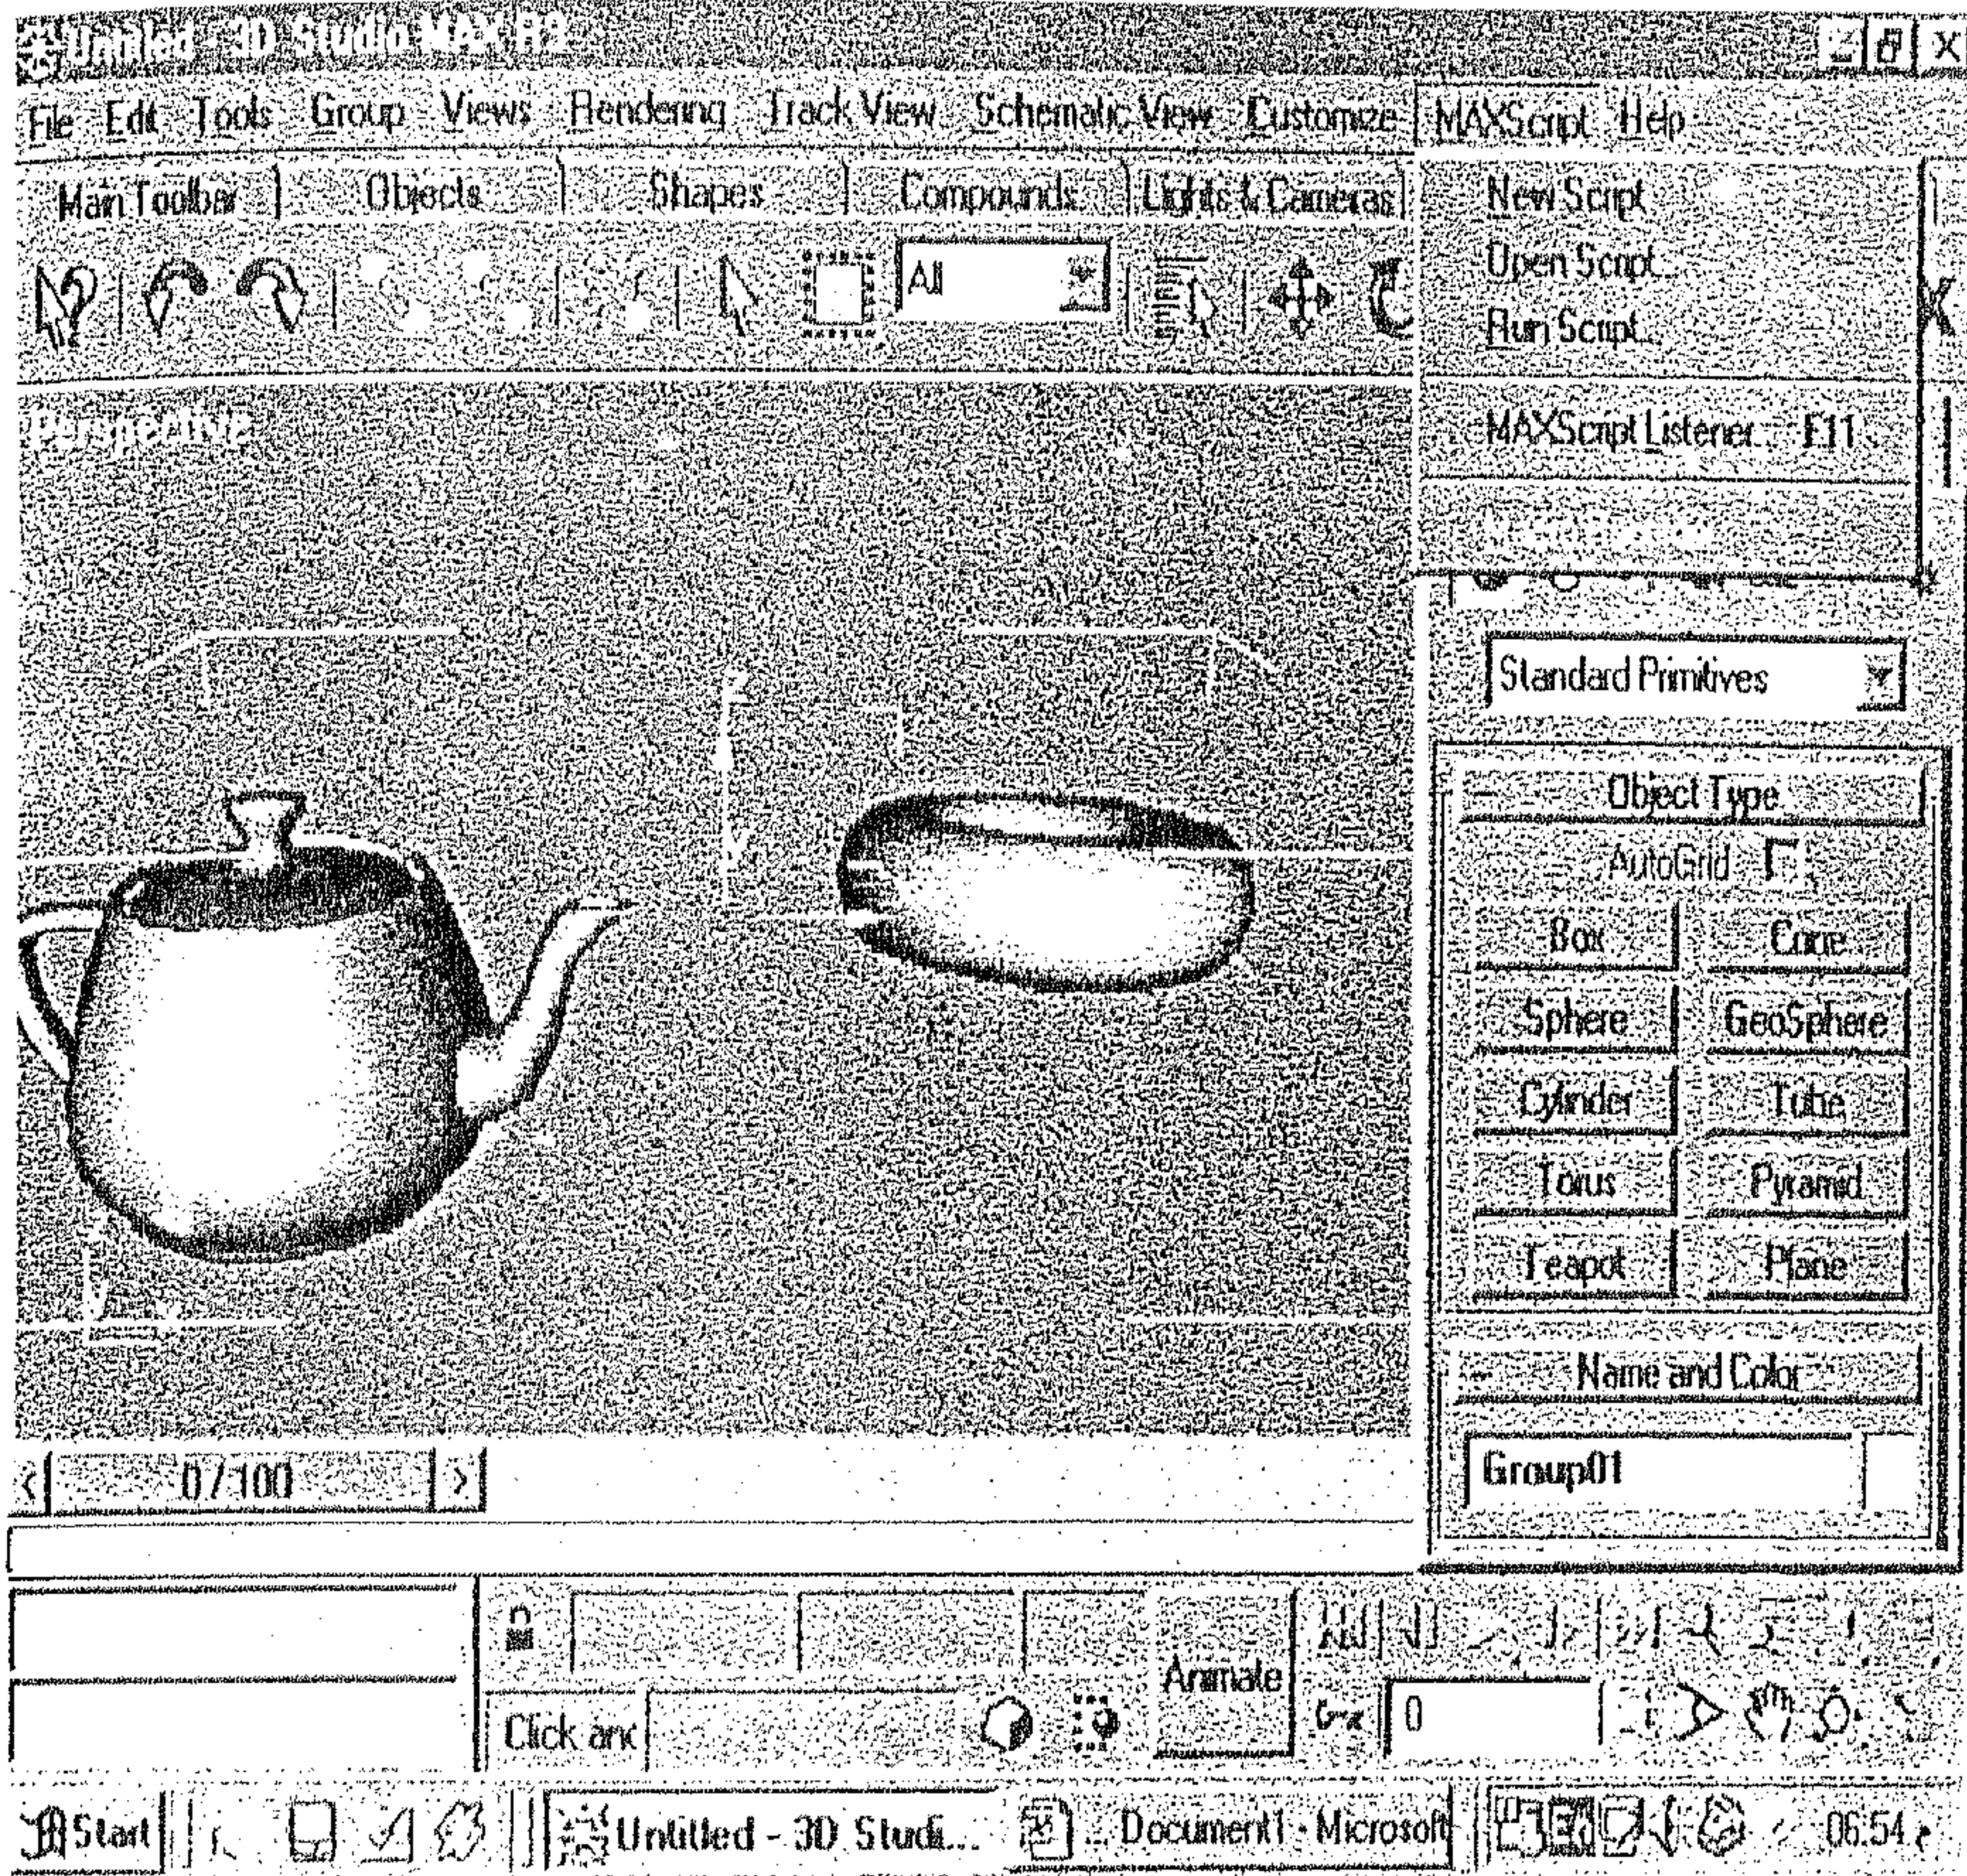 Untitled - 3D Studio MAX R3
File Edit Tools Group Views Rendering Track View Schematic View Customize MAXScript Help
Main Toolbar Objects Shapes Compounds Lights & Cameras
New Script
Open Script...
Run Script...
All
MAXScript Listener... F11
Perspective
Standard Primitives
Object Type
AutoGrid
Box Cone
Sphere GeoSphere
Cylinder Tube
Torus Pyramid
Teapot Plane
Name and Color
Group01
< 0 / 100 >
Animate
Click and
0
Start Untitled - 3D Studi... Document1 - Microsoft 06:54 م